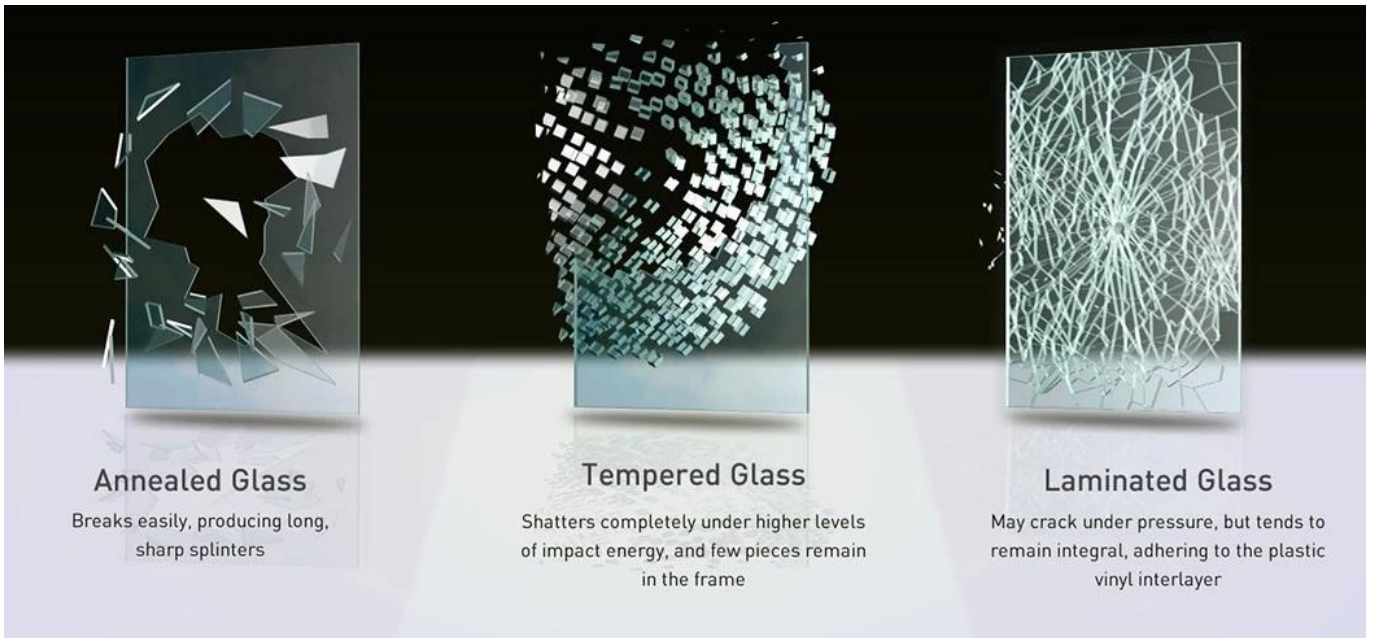 Annealed Glass
Breaks easily, producing long,
sharp splinters
Tempered Glass
Shatters completely under higher levels
of impact energy, and few pieces remain
in the frame
Laminated Glass
May crack under pressure, but tends to
remain integral, adhering to the plastic
vinyl interlayer